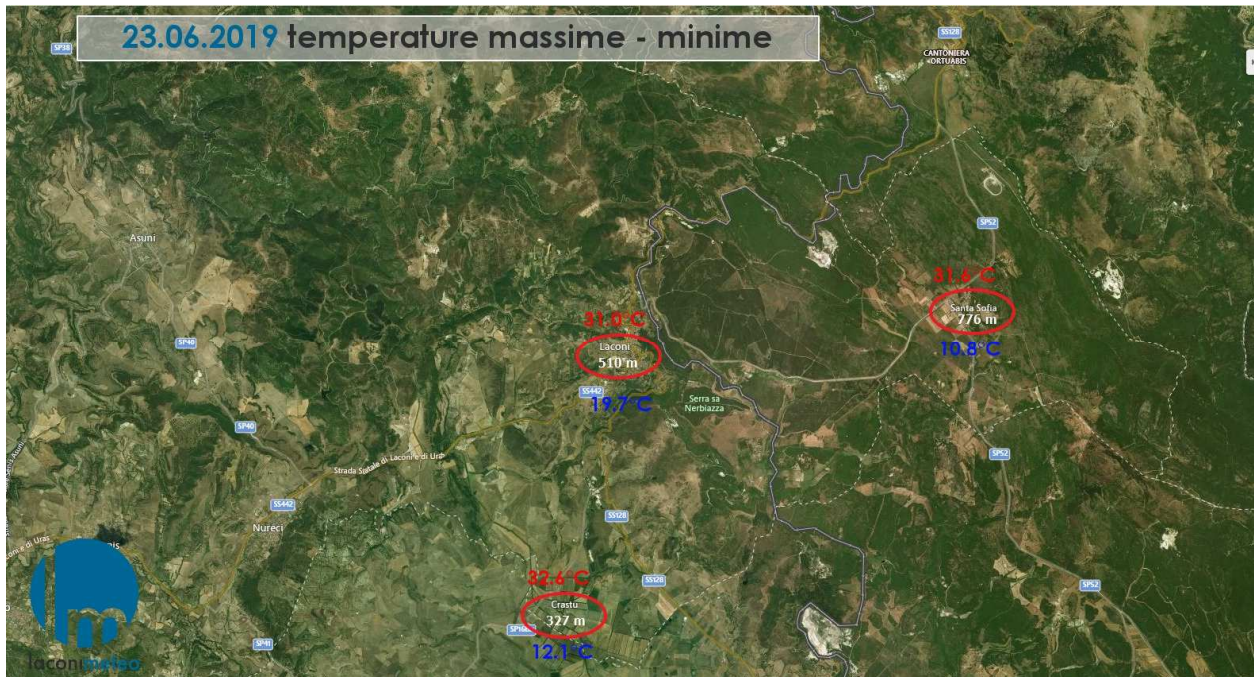 23.06.2019 temperature massime - minime
SP38
SS128
CANTONIERA
ORTUABIS
SP52
Asuni
31.6°C
Santa Sofia
776 m
10.8°C
31.0°C
Laconi
510 m
SP40
SS442
19.7°C
Serra sa
Nerbiazza
SP40
SP52
Strada Statale di Laconi e di Ura
SS442
SS128
Nureci
32.6°C
SS128
SP52
Crastu
327 m
SP41
12.1°C
laconimeteo